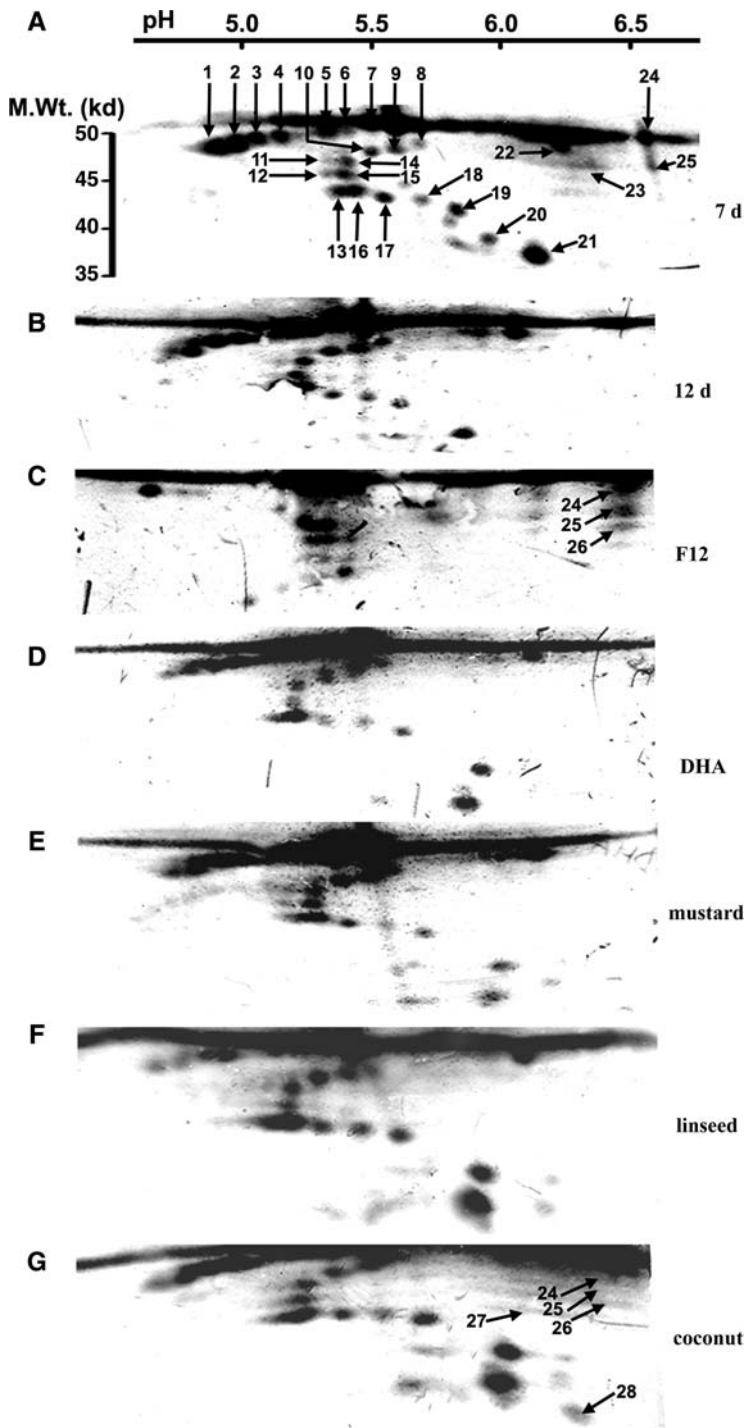 A pH 5.0 5.5 6.0 6.5
1 2 3 4 10 5 6 7 9 8 24
M.Wt. (kd)
50
22 25
11 14
12 15
45
18 23
19
40
20
13 16 17 21
35
7 d
B
12 d
C
24
25
26
F12
D
DHA
E
mustard
F
linseed
G
24
25
27 26
coconut
28